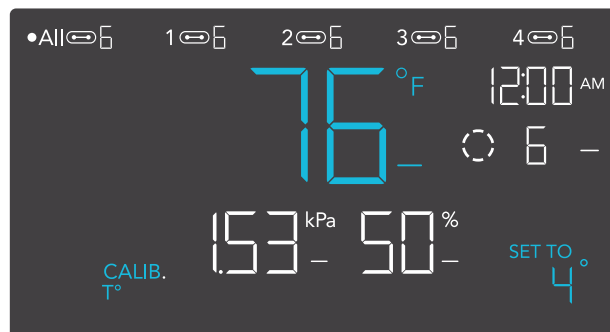 •All 6 1 6 2 6 3 6 4 6
76 °F
12:00 AM
6 –
1.53 kPa – 50 % –
CALIB.
T°
SET TO
4°